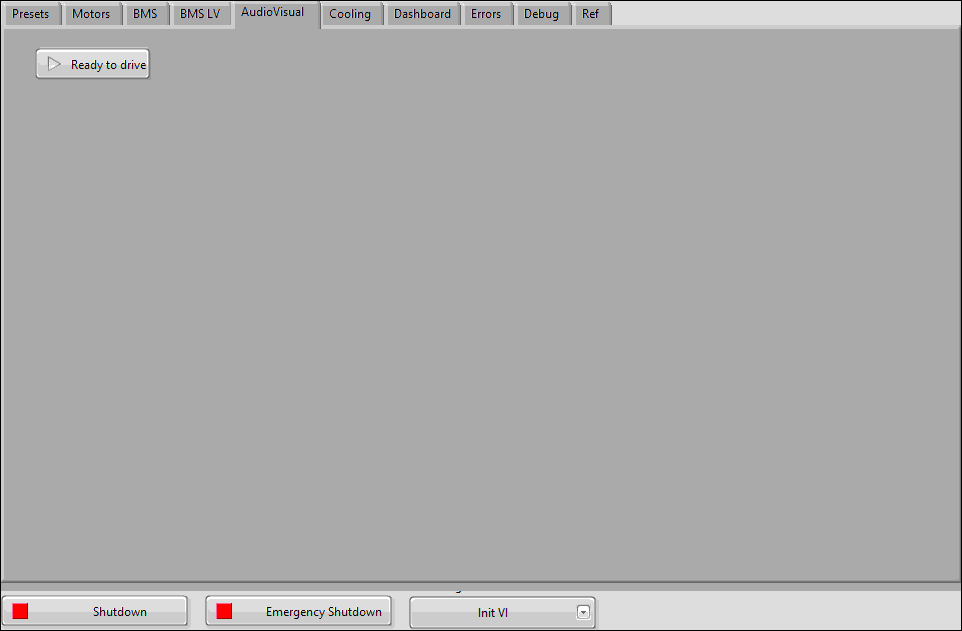 Presets Motors BMS BMS LV AudioVisual Cooling Dashboard Errors Debug Ref
Ready to drive
Shutdown Emergency Shutdown Init VI